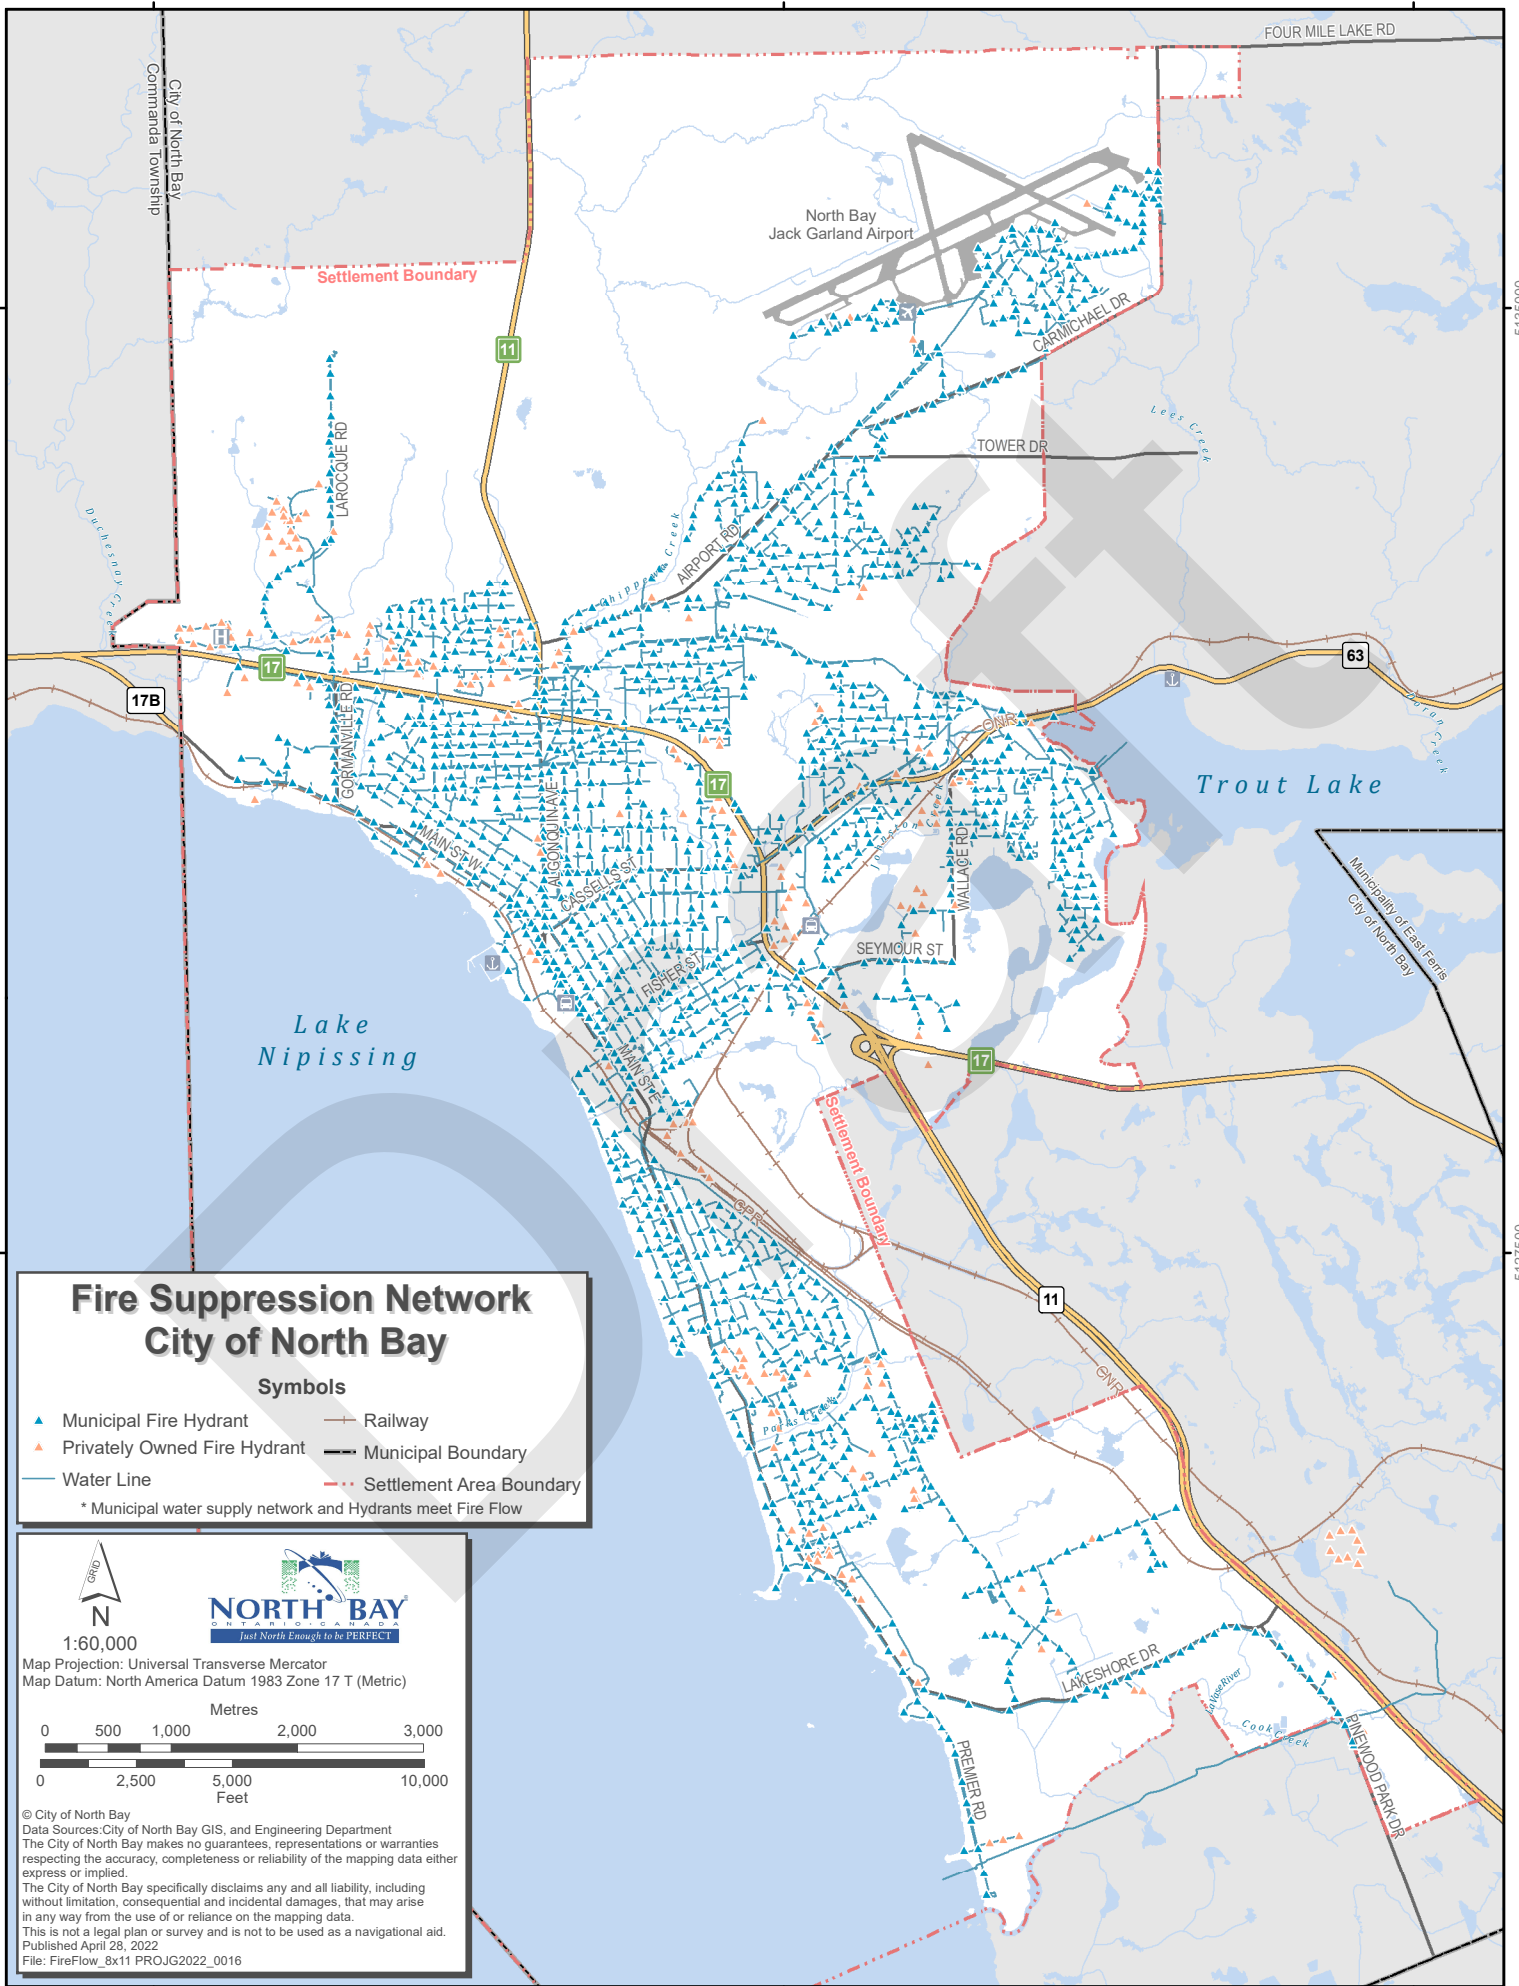 FOUR MILE LAKE RD
City of North Bay
Commanda Township
North Bay
Jack Garland Airport
Settlement Boundary
5135000
CARMICHAEL DR
11
Lees Creek
TOWER DR
LAROCQUE RD
Duchesnay Creek
Chippewa Creek
AIRPORT RD
H
17
63
17B
GORMANVILLE RD
ONR
Doran Creek
Trout Lake
17
ALGONQUIN AVE
MAIN ST W
CASSELLS ST
Johnston Creek
WALLACE RD
Municipality of East Ferris
City of North Bay
SEYMOUR ST
FISHER ST
Lake
Nipissing
MAIN ST E
17
Settlement Boundary
CPR
5127500
11
CNR
Parks Creek
LAKESHORE DR
LaVase River
Cook Creek
PINEWOOD PARK DR
PREMIER RD
Draft
Fire Suppression Network
City of North Bay
Symbols
Municipal Fire Hydrant
Privately Owned Fire Hydrant
Water Line
Railway
Municipal Boundary
Settlement Area Boundary
* Municipal water supply network and Hydrants meet Fire Flow
GRID
N
1:60,000
NORTH BAY
ONTARIO • CANADA
Just North Enough to be PERFECT
Map Projection: Universal Transverse Mercator
Map Datum: North America Datum 1983 Zone 17 T (Metric)
Metres
0 500 1,000 2,000 3,000
0 2,500 5,000 10,000
Feet
© City of North Bay
Data Sources:City of North Bay GIS, and Engineering Department
The City of North Bay makes no guarantees, representations or warranties
respecting the accuracy, completeness or reliability of the mapping data either
express or implied.
The City of North Bay specifically disclaims any and all liability, including
without limitation, consequential and incidental damages, that may arise
in any way from the use of or reliance on the mapping data.
This is not a legal plan or survey and is not to be used as a navigational aid.
Published April 28, 2022
File: FireFlow_8x11 PROJG2022_0016